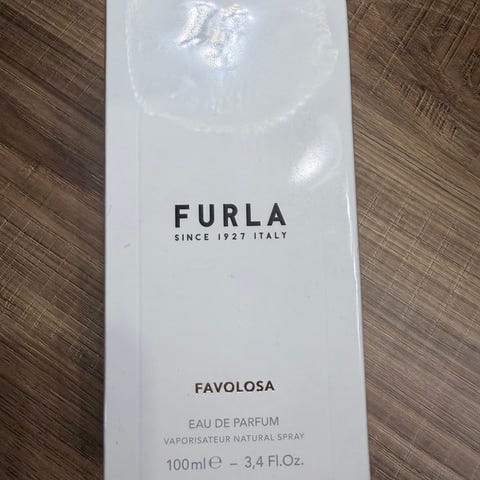 FURLA
SINCE 1927 ITALY
FAVOLOSA
EAU DE PARFUM
VAPORISATEUR NATURAL SPRAY
100ml ℮ – 3,4 Fl.Oz.